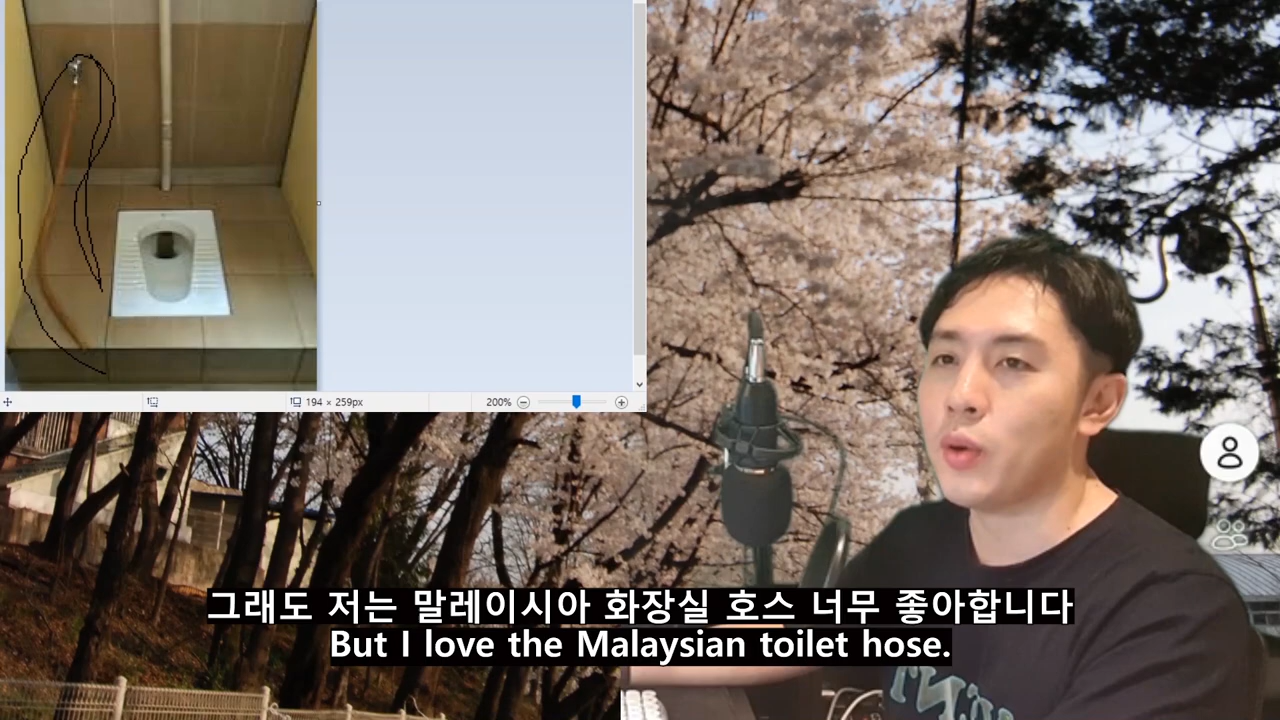 194 × 259px
200%
그래도 저는 말레이시아 화장실 호스 너무 좋아합니다
But I love the Malaysian toilet hose.